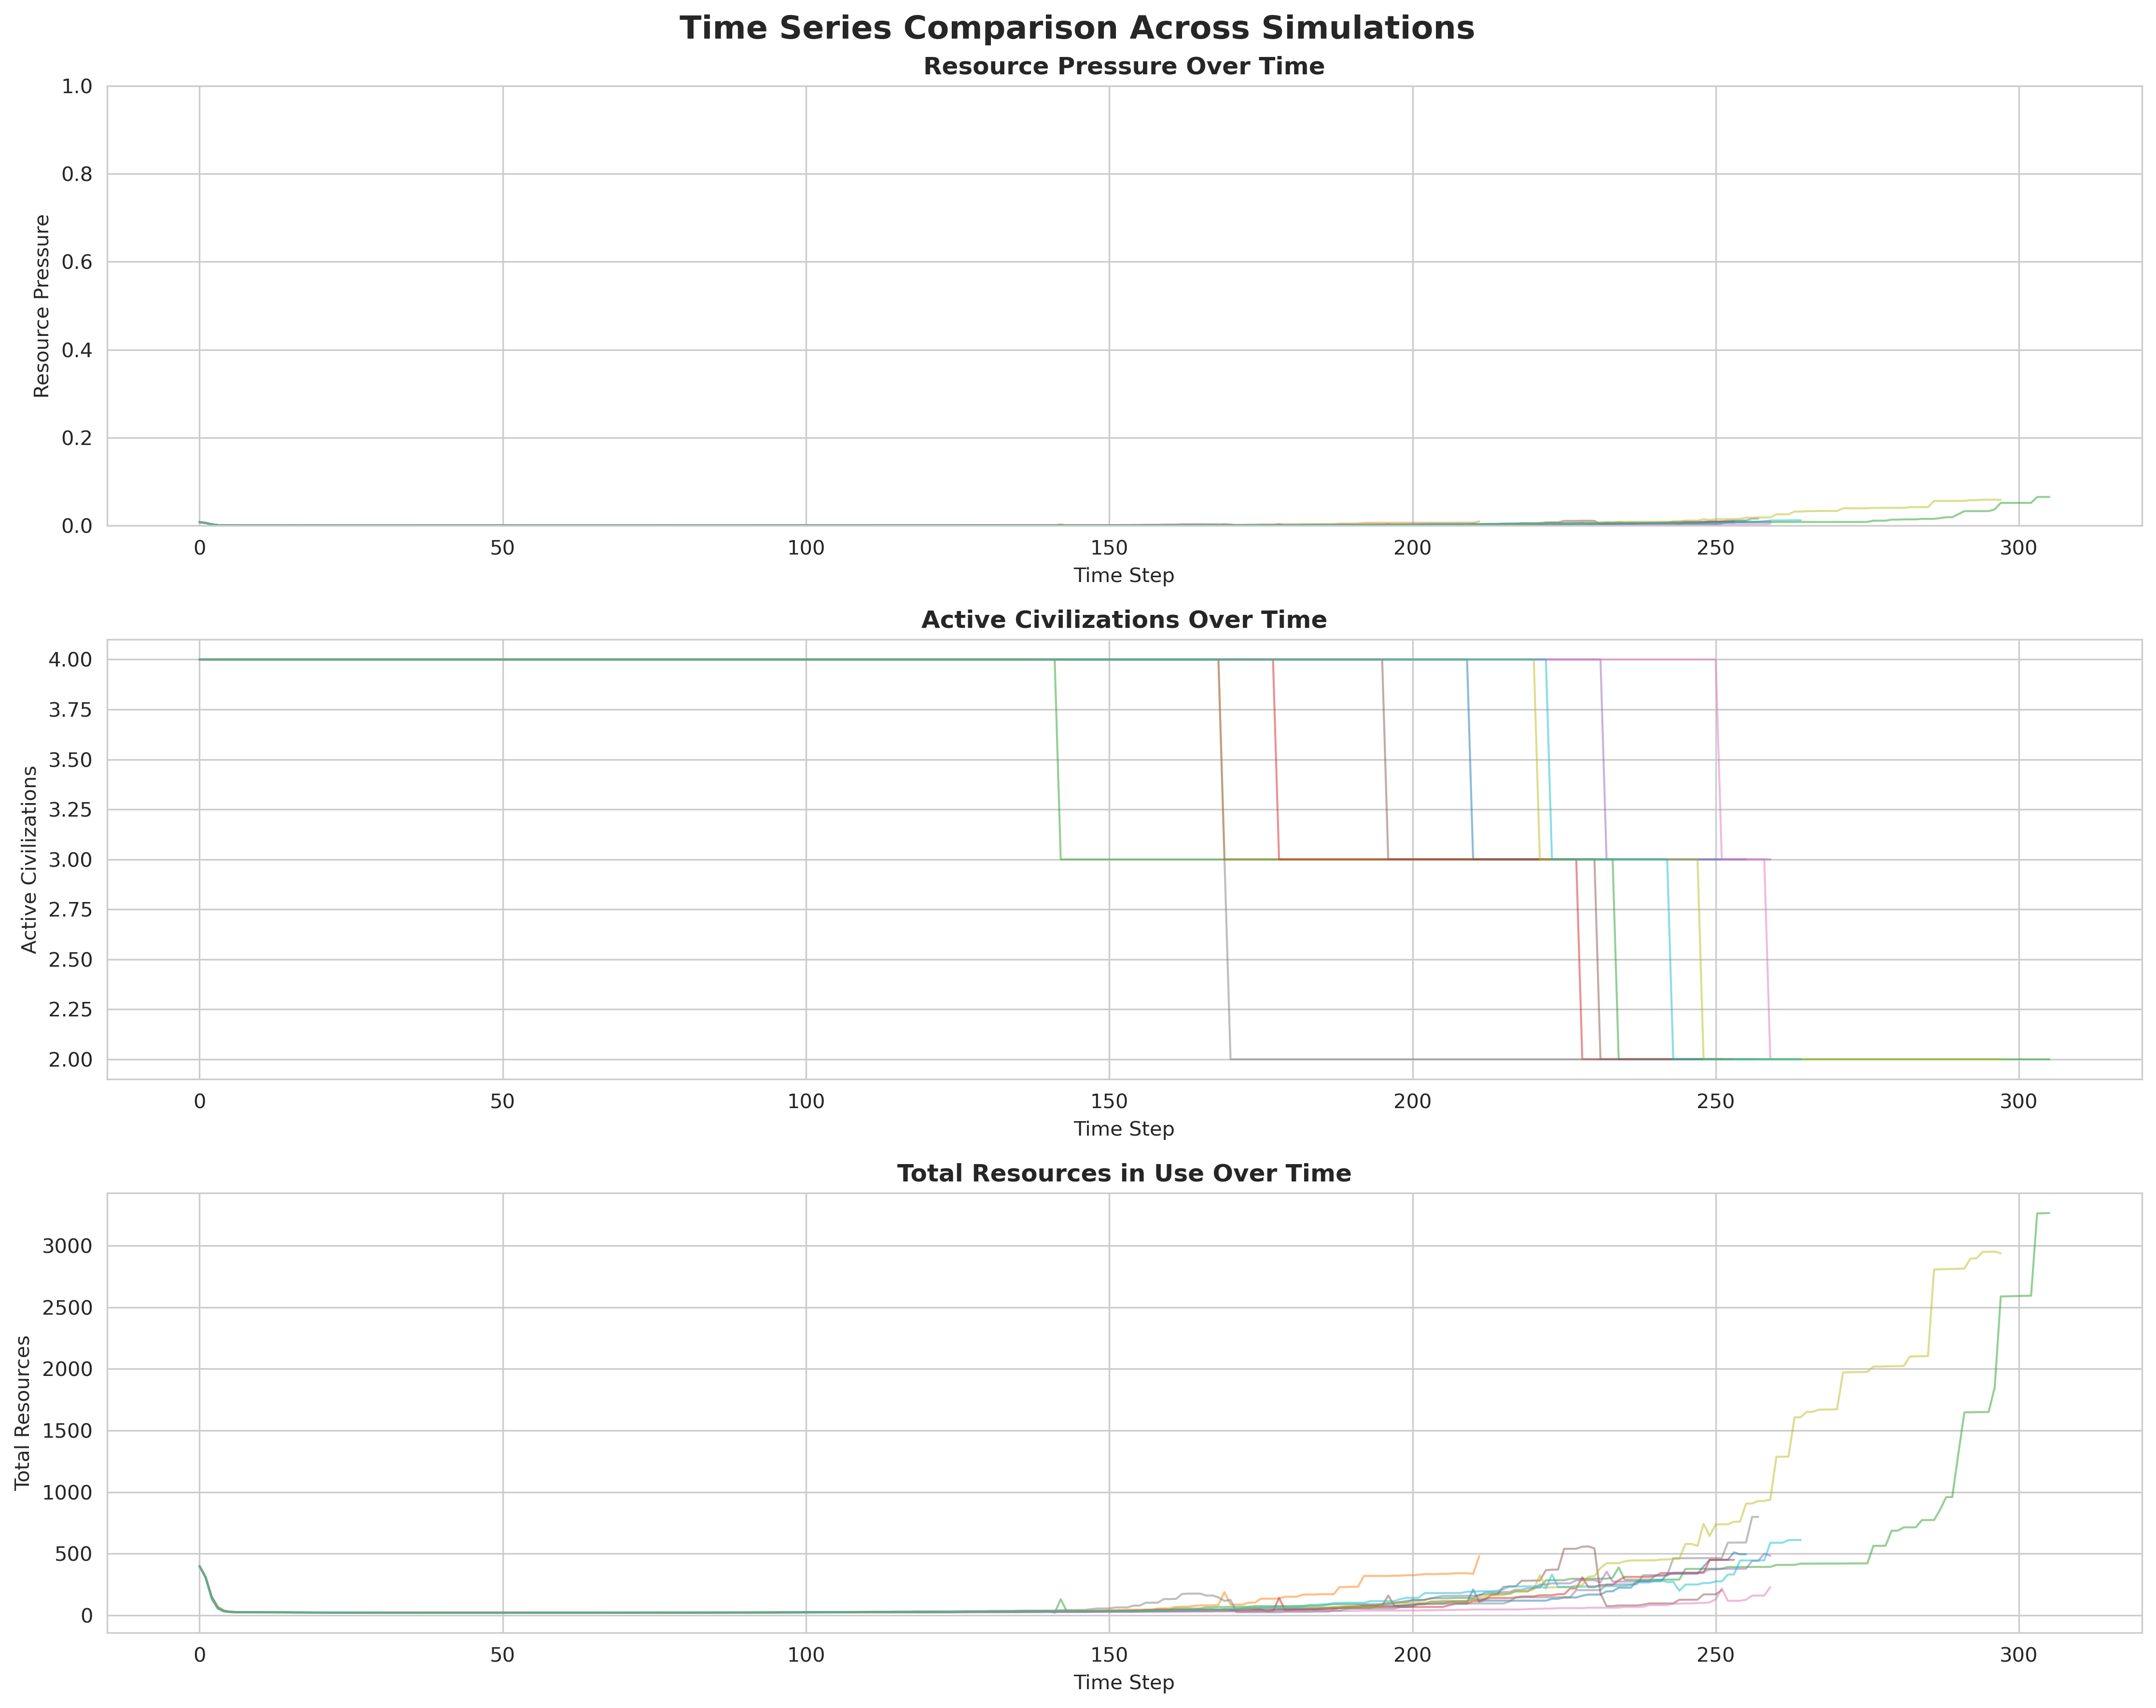 Time Series Comparison Across Simulations
Resource Pressure Over Time
Resource Pressure
1.0
0.8
0.6
0.4
0.2
0.0
0 50 100 150 200 250 300
Time Step
Active Civilizations Over Time
Active Civilizations
4.00
3.75
3.50
3.25
3.00
2.75
2.50
2.25
2.00
0 50 100 150 200 250 300
Time Step
Total Resources in Use Over Time
Total Resources
3000
2500
2000
1500
1000
500
0
0 50 100 150 200 250 300
Time Step